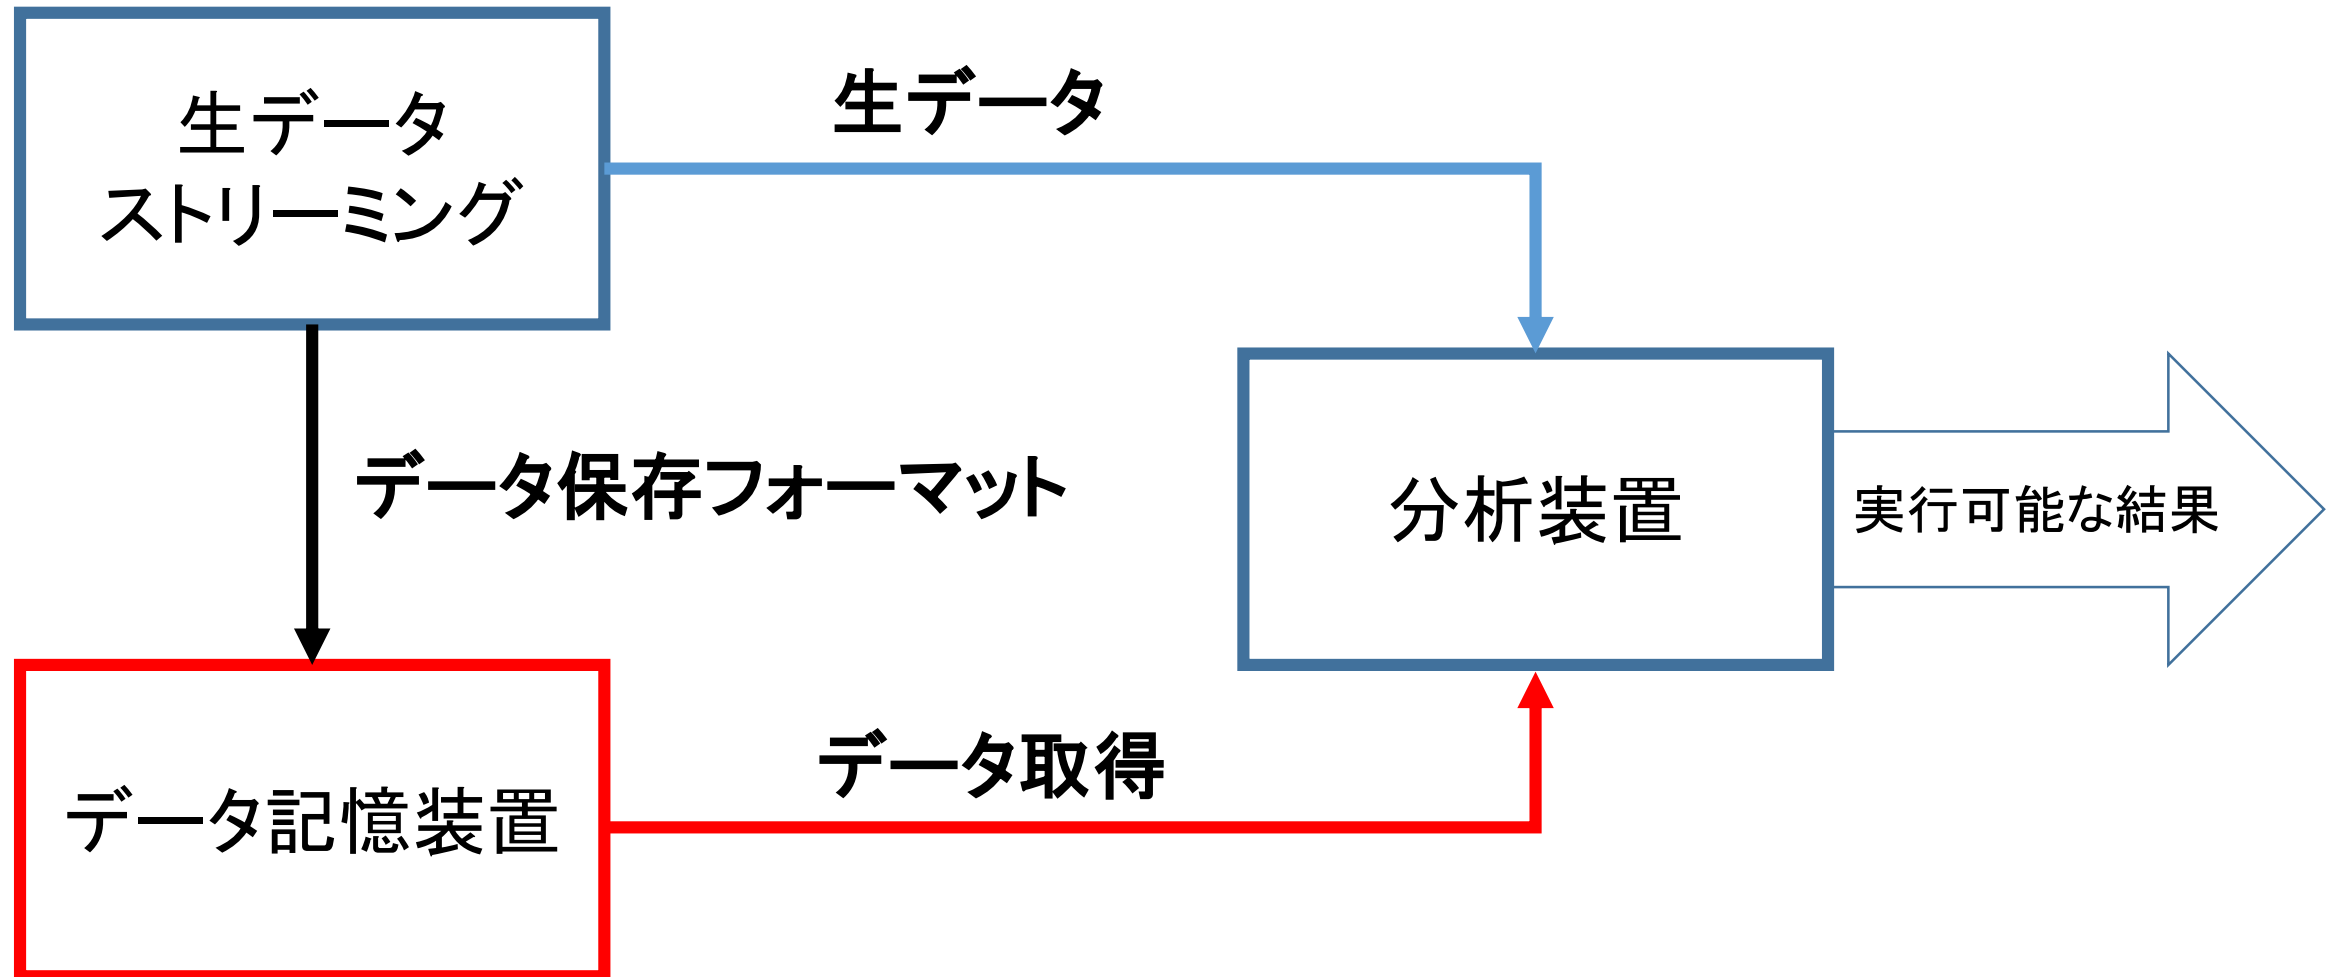 生データ
ストリーミング
生データ
データ保存フォーマット
分析装置
実行可能な結果
データ取得
データ記憶装置